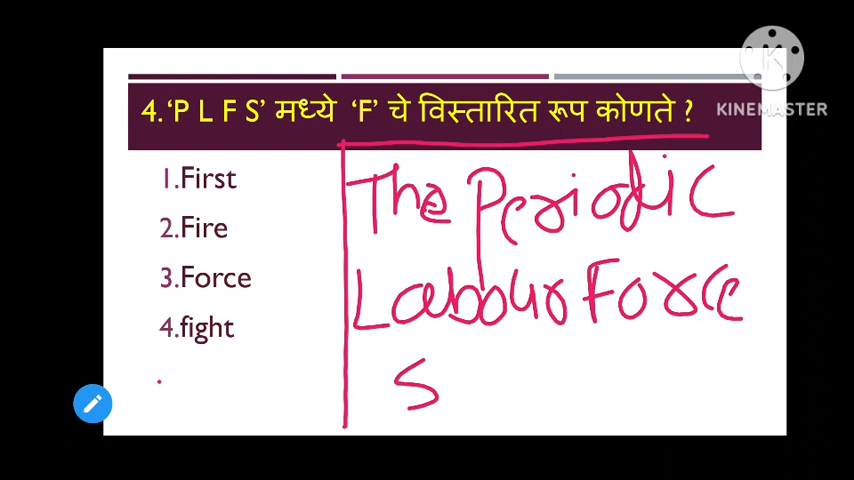 K
KINEMASTER
4.‘P L F S’ मध्ये ‘F’ चे विस्तारित रूप कोणते ?
1.First
2.Fire
3.Force
4.fight
The Periodic
Labour Force
S